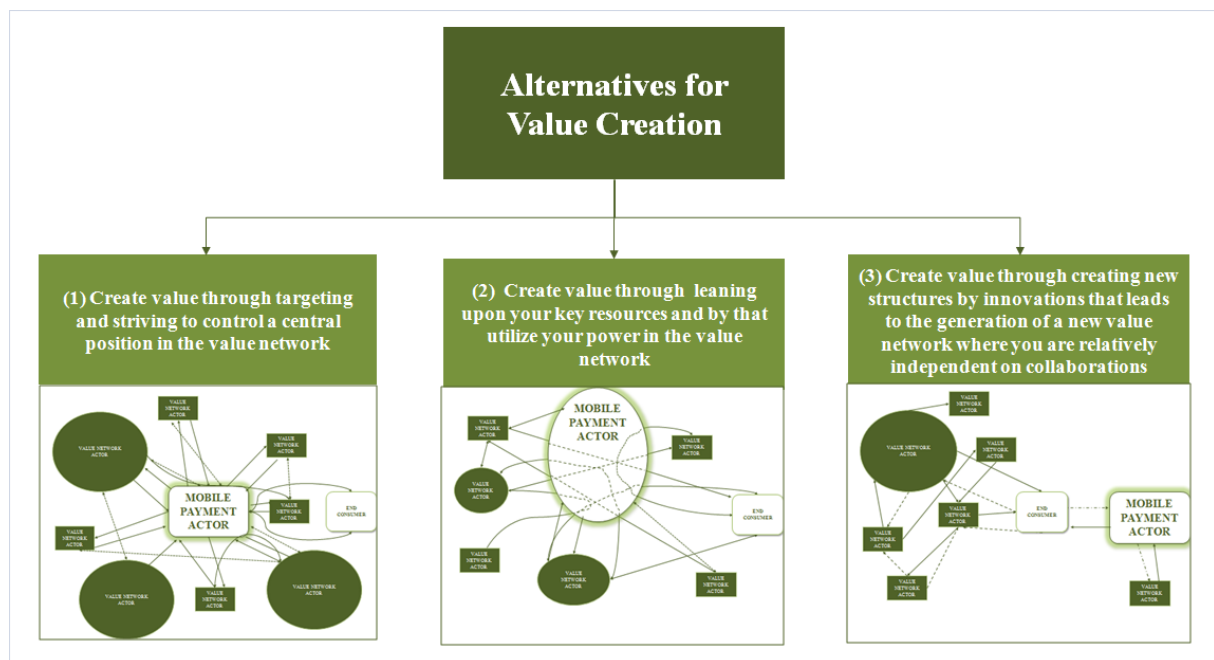 Alternatives for
Value Creation
(1) Create value through targeting
and striving to control a central
position in the value network
(2) Create value through leaning
upon your key resources and by that
utilize your power in the value
network
(3) Create value through creating new
structures by innovations that leads
to the generation of a new value
network where you are relatively
independent on collaborations
VALUE
NETWORK
ACTOR
VALUE NETWORK
ACTOR
VALUE
NETWORK
ACTOR
MOBILE
PAYMENT
ACTOR
VALUE
NETWORK
ACTOR
END
CONSUMER
VALUE
NETWORK
ACTOR
VALUE NETWORK
ACTOR
VALUE
NETWORK
ACTOR
VALUE NETWORK
ACTOR
MOBILE
PAYMENT
ACTOR
VALUE
NETWORK
ACTOR
VALUE
NETWORK
ACTOR
VALUE
NETWORK
ACTOR
END
CONSUMER
VALUE
NETWORK
ACTOR
VALUE NETWORK
ACTOR
VALUE
NETWORK
ACTOR
VALUE
NETWORK
ACTOR
VALUE NETWORK
ACTOR
VALUE
NETWORK
ACTOR
VALUE
NETWORK
ACTOR
END
CONSUMER
MOBILE
PAYMENT
ACTOR
VALUE
NETWORK
ACTOR
VALUE
NETWORK
ACTOR
VALUE
NETWORK
ACTOR